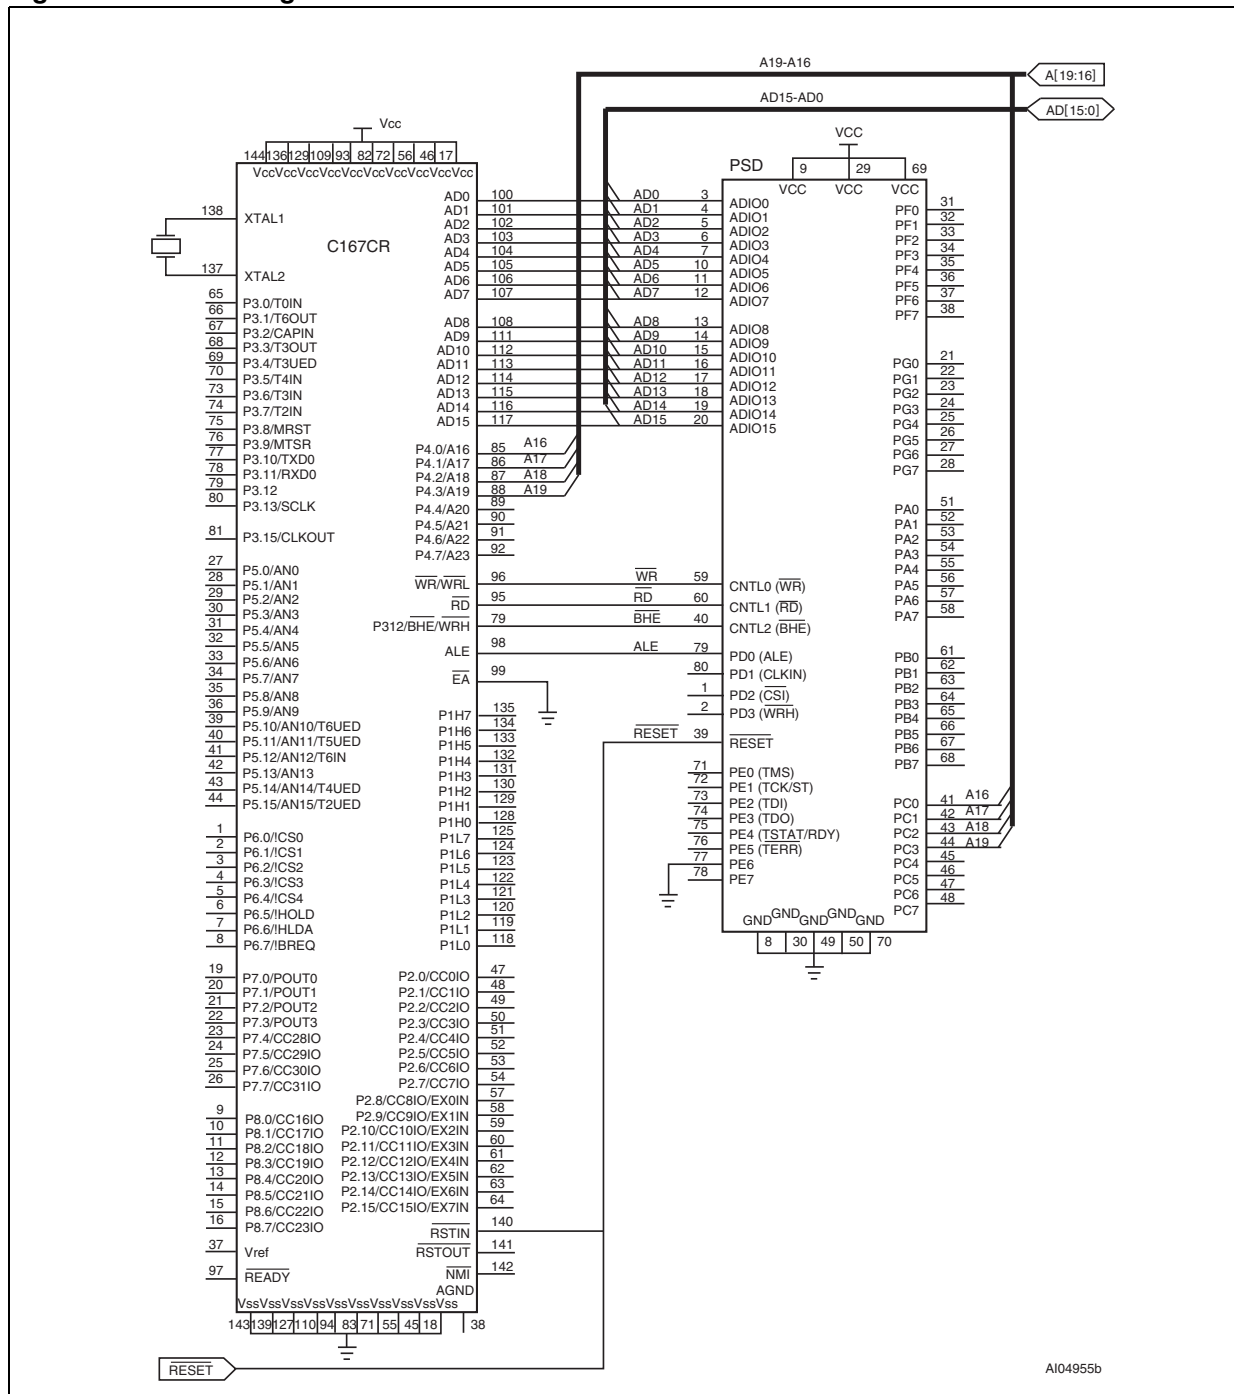 A19-A16
A[19:16]
AD15-AD0
AD[15:0]
Vcc
VCC
144 136 129 109 93 82 72 56 46 17
Vcc Vcc Vcc Vcc Vcc Vcc Vcc Vcc Vcc Vcc
PSD
9 29 69
VCC VCC VCC
C167CR
138 XTAL1
137 XTAL2
65 P3.0/T0IN
66 P3.1/T6OUT
67 P3.2/CAPIN
68 P3.3/T3OUT
69 P3.4/T3UED
70 P3.5/T4IN
73 P3.6/T3IN
74 P3.7/T2IN
75 P3.8/MRST
76 P3.9/MTSR
77 P3.10/TXD0
78 P3.11/RXD0
79 P3.12
80 P3.13/SCLK
81 P3.15/CLKOUT
27 P5.0/AN0
28 P5.1/AN1
29 P5.2/AN2
30 P5.3/AN3
31 P5.4/AN4
32 P5.5/AN5
33 P5.6/AN6
34 P5.7/AN7
35 P5.8/AN8
36 P5.9/AN9
39 P5.10/AN10/T6UED
40 P5.11/AN11/T5UED
41 P5.12/AN12/T6IN
42 P5.13/AN13
43 P5.14/AN14/T4UED
44 P5.15/AN15/T2UED
1 P6.0/!CS0
2 P6.1/!CS1
3 P6.2/!CS2
4 P6.3/!CS3
5 P6.4/!CS4
6 P6.5/!HOLD
7 P6.6/!HLDA
8 P6.7/!BREQ
19 P7.0/POUT0
20 P7.1/POUT1
21 P7.2/POUT2
22 P7.3/POUT3
23 P7.4/CC28IO
24 P7.5/CC29IO
25 P7.6/CC30IO
26 P7.7/CC31IO
9 P8.0/CC16IO
10 P8.1/CC17IO
11 P8.2/CC18IO
12 P8.3/CC19IO
13 P8.4/CC20IO
14 P8.5/CC21IO
15 P8.6/CC22IO
16 P8.7/CC23IO
37 Vref
97 READY
AD0 100 AD0 3 ADIO0
AD1 101 AD1 4 ADIO1
AD2 102 AD2 5 ADIO2
AD3 103 AD3 6 ADIO3
AD4 104 AD4 7 ADIO4
AD5 105 AD5 10 ADIO5
AD6 106 AD6 11 ADIO6
AD7 107 AD7 12 ADIO7
AD8 108 AD8 13 ADIO8
AD9 111 AD9 14 ADIO9
AD10 112 AD10 15 ADIO10
AD11 113 AD11 16 ADIO11
AD12 114 AD12 17 ADIO12
AD13 115 AD13 18 ADIO13
AD14 116 AD14 19 ADIO14
AD15 117 AD15 20 ADIO15
P4.0/A16 85 A16
P4.1/A17 86 A17
P4.2/A18 87 A18
P4.3/A19 88 A19
P4.4/A20 89
P4.5/A21 90
P4.6/A22 91
P4.7/A23 92
WR/WRL 96 WR 59 CNTL0 (WR)
RD 95 RD 60 CNTL1 (RD)
P312/BHE/WRH 79 BHE 40 CNTL2 (BHE)
ALE 98 ALE 79 PD0 (ALE)
80 PD1 (CLKIN)
EA 99
1 PD2 (CSI)
2 PD3 (WRH)
RESET 39 RESET
P1H7 135
P1H6 134
P1H5 133
P1H4 132
P1H3 131
P1H2 130
P1H1 129
P1H0 128
P1L7 125
P1L6 124
P1L5 123
P1L4 122
P1L3 121
P1L2 120
P1L1 119
P1L0 118
P2.0/CC0IO 47
P2.1/CC1IO 48
P2.2/CC2IO 49
P2.3/CC3IO 50
P2.4/CC4IO 51
P2.5/CC5IO 52
P2.6/CC6IO 53
P2.7/CC7IO 54
P2.8/CC8IO/EX0IN 57
P2.9/CC9IO/EX1IN 58
P2.10/CC10IO/EX2IN 59
P2.11/CC11IO/EX3IN 60
P2.12/CC12IO/EX4IN 61
P2.13/CC13IO/EX5IN 62
P2.14/CC14IO/EX6IN 63
P2.15/CC15IO/EX7IN 64
RSTIN 140
RSTOUT 141
NMI 142
AGND
Vss Vss Vss Vss Vss Vss Vss Vss Vss Vss
143 139 127 110 94 83 71 55 45 18 38
71 PE0 (TMS)
72 PE1 (TCK/ST)
73 PE2 (TDI)
74 PE3 (TDO)
75 PE4 (TSTAT/RDY)
76 PE5 (TERR)
77 PE6
78 PE7
PF0 31
PF1 32
PF2 33
PF3 34
PF4 35
PF5 36
PF6 37
PF7 38
PG0 21
PG1 22
PG2 23
PG3 24
PG4 25
PG5 26
PG6 27
PG7 28
PA0 51
PA1 52
PA2 53
PA3 54
PA4 55
PA5 56
PA6 57
PA7 58
PB0 61
PB1 62
PB2 63
PB3 64
PB4 65
PB5 66
PB6 67
PB7 68
PC0 41 A16
PC1 42 A17
PC2 43 A18
PC3 44 A19
PC4 45
PC5 46
PC6 47
PC7 48
GND GND GND GND GND
8 30 49 50 70
RESET
AI04955b